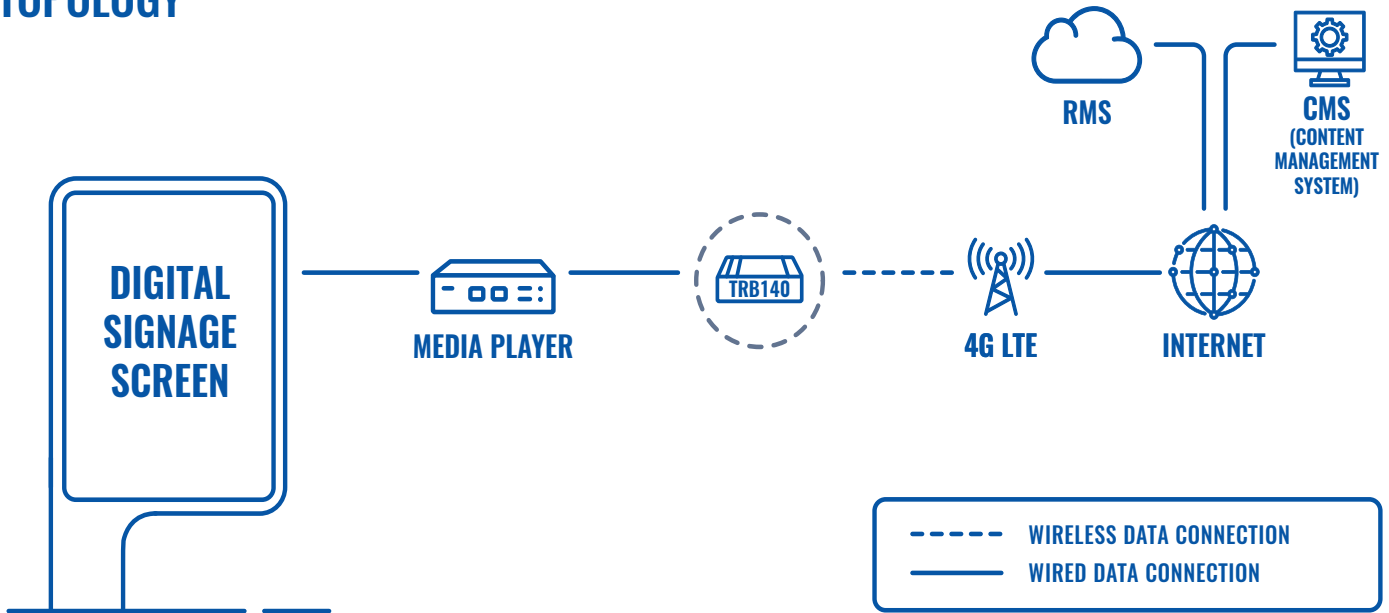 TOPOLOGY
RMS
CMS
(CONTENT
MANAGEMENT
SYSTEM)
DIGITAL
SIGNAGE
SCREEN
MEDIA PLAYER
TRB140
4G LTE
INTERNET
WIRELESS DATA CONNECTION
WIRED DATA CONNECTION